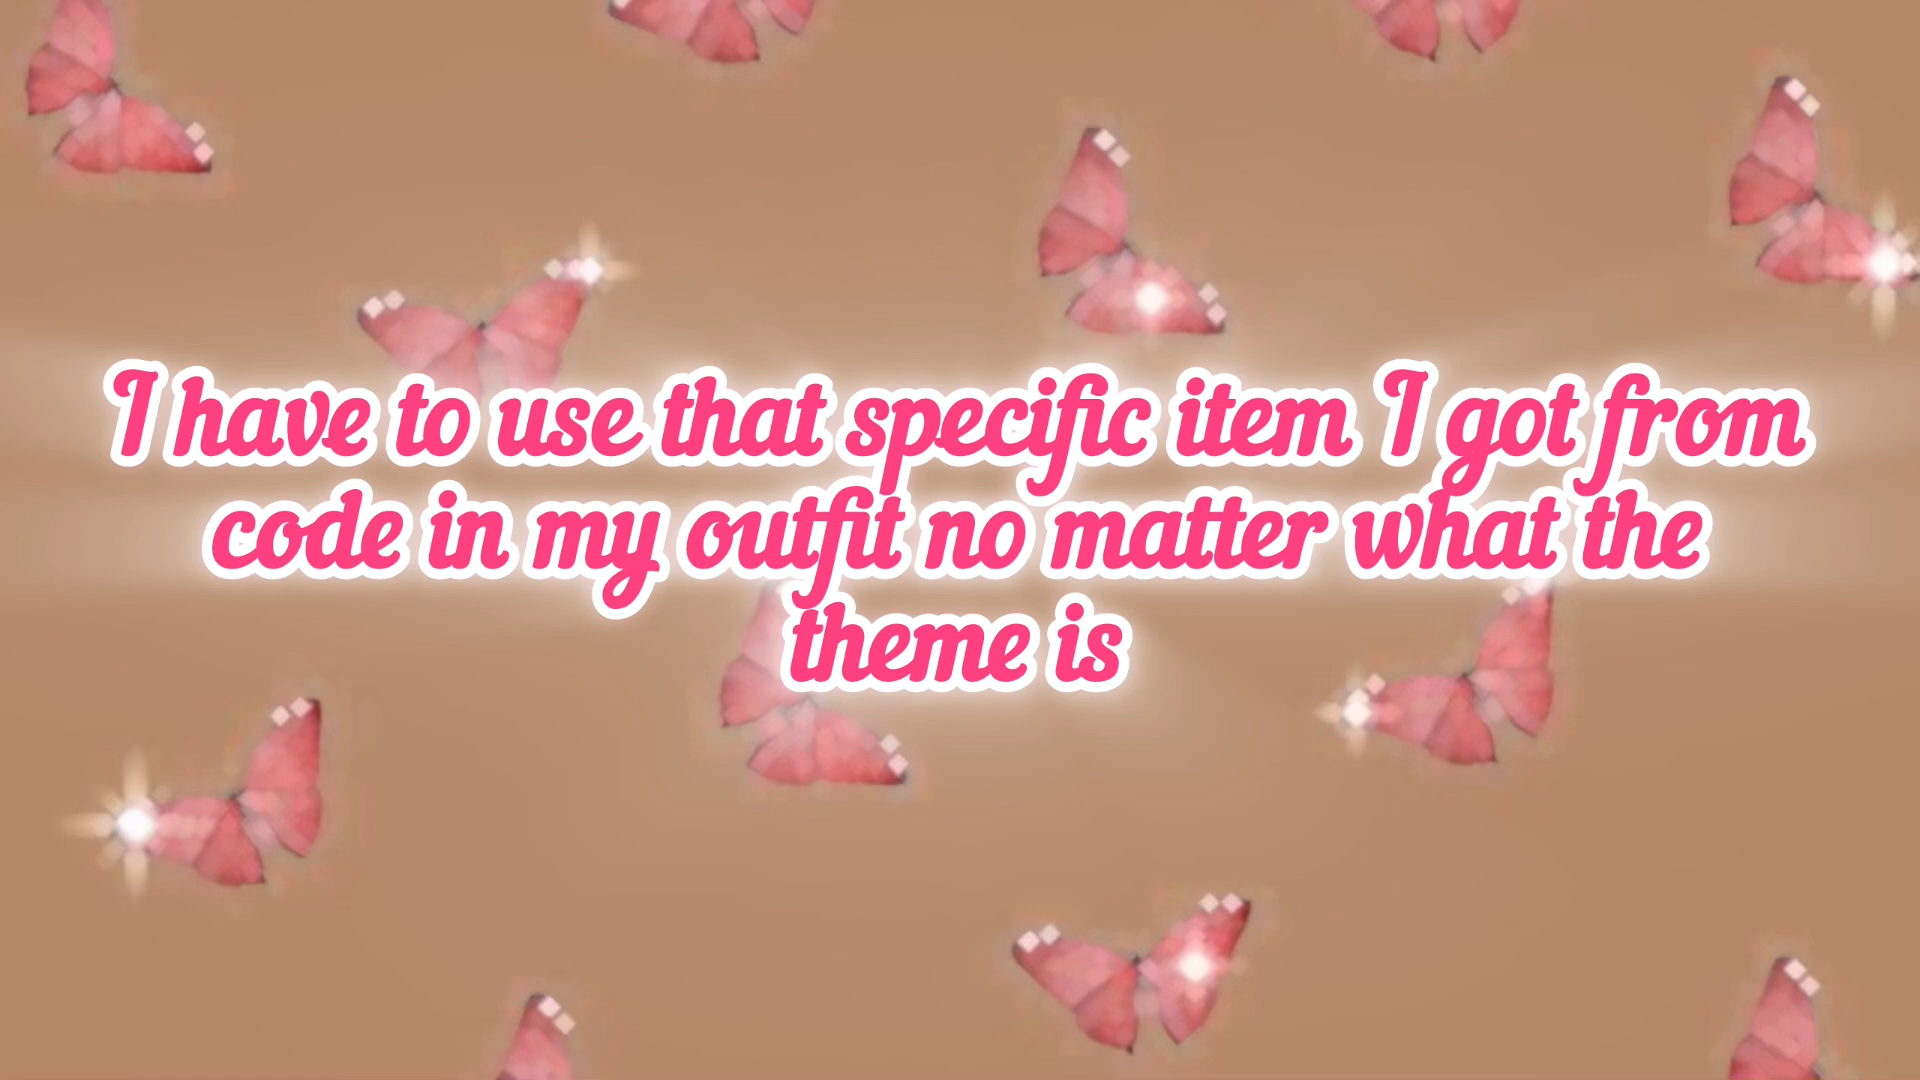 I have to use that specific item I got from
code in my outfit no matter what the
theme is